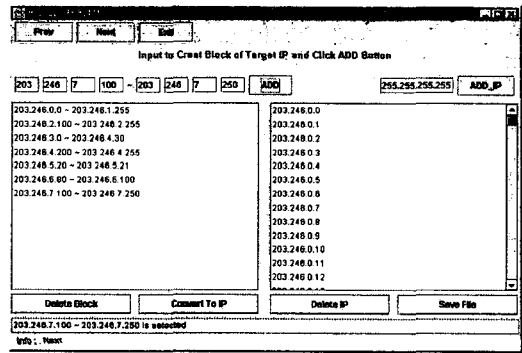 Prev Next Exit
Input to Creat Block of Target IP and Click ADD Button
203 246 7 100 ~ 203 246 7 250 ADD 255.255.255.255 ADD_IP
203.246.0.0 ~ 203.246.1.255
203.246.2.100 ~ 203.246.2.255
203.246.3.0 ~ 203.246.4.30
203.246.4.200 ~ 203.246.4.255
203.246.5.20 ~ 203.246.5.21
203.246.6.60 ~ 203.246.6.100
203.246.7.100 ~ 203.246.7.250
203.246.0.0
203.246.0.1
203.246.0.2
203.246.0.3
203.246.0.4
203.246.0.5
203.246.0.6
203.246.0.7
203.246.0.8
203.246.0.9
203.246.0.10
203.246.0.11
203.246.0.12
Delete Block Convert To IP Delete IP Save File
203.246.7.100 ~ 203.246.7.250 is selected
Info : Next